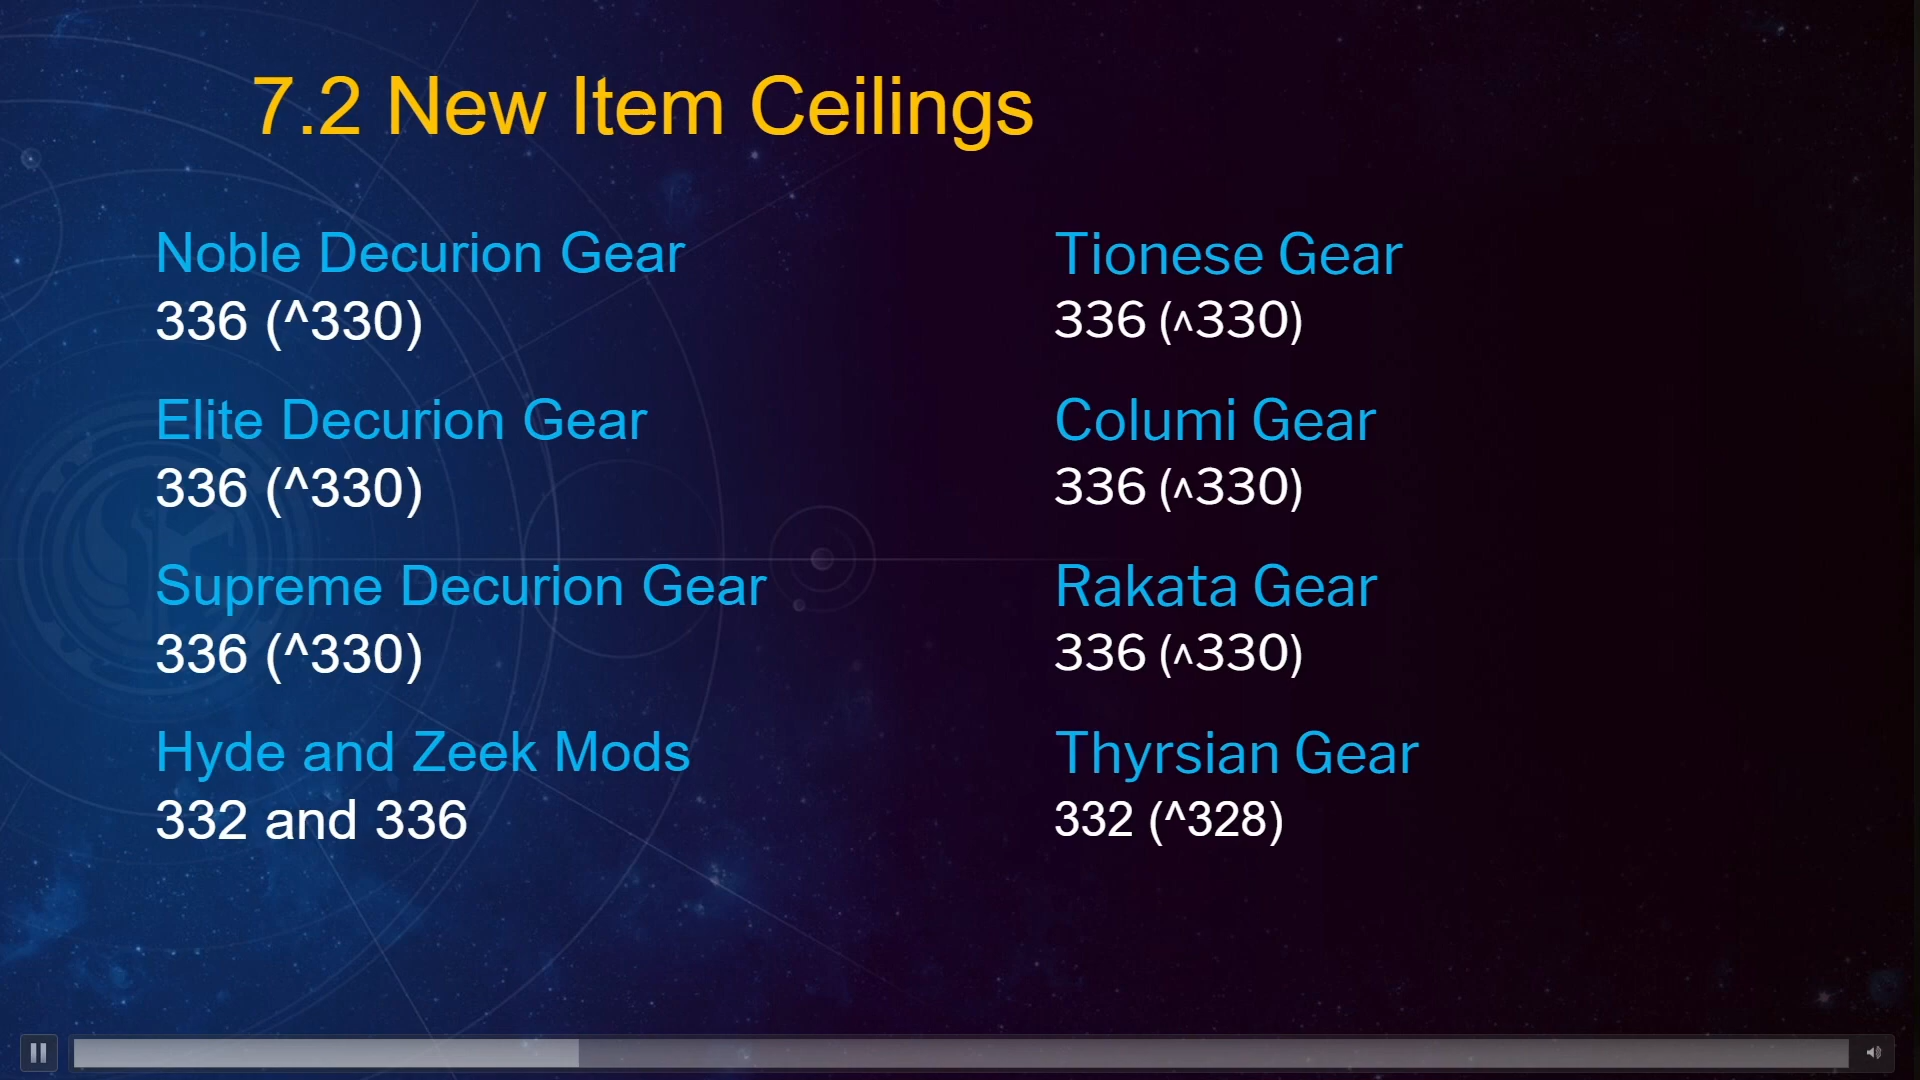 7.2 New Item Ceilings
Noble Decurion Gear
336 (^330)
Elite Decurion Gear
336 (^330)
Supreme Decurion Gear
336 (^330)
Hyde and Zeek Mods
332 and 336
Tionese Gear
336 (^330)
Columi Gear
336 (^330)
Rakata Gear
336 (^330)
Thyrsian Gear
332 (^328)